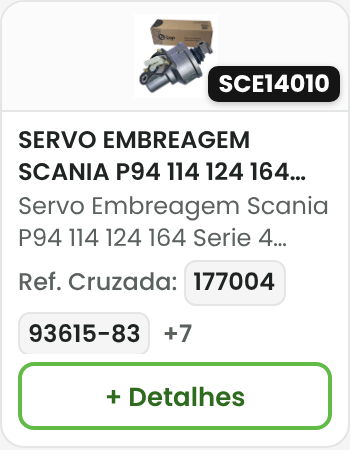 SCE14010
SERVO EMBREAGEM
SCANIA P94 114 124 164...
Servo Embreagem Scania
P94 114 124 164 Serie 4...
Ref. Cruzada: 177004
93615-83 +7
+ Detalhes